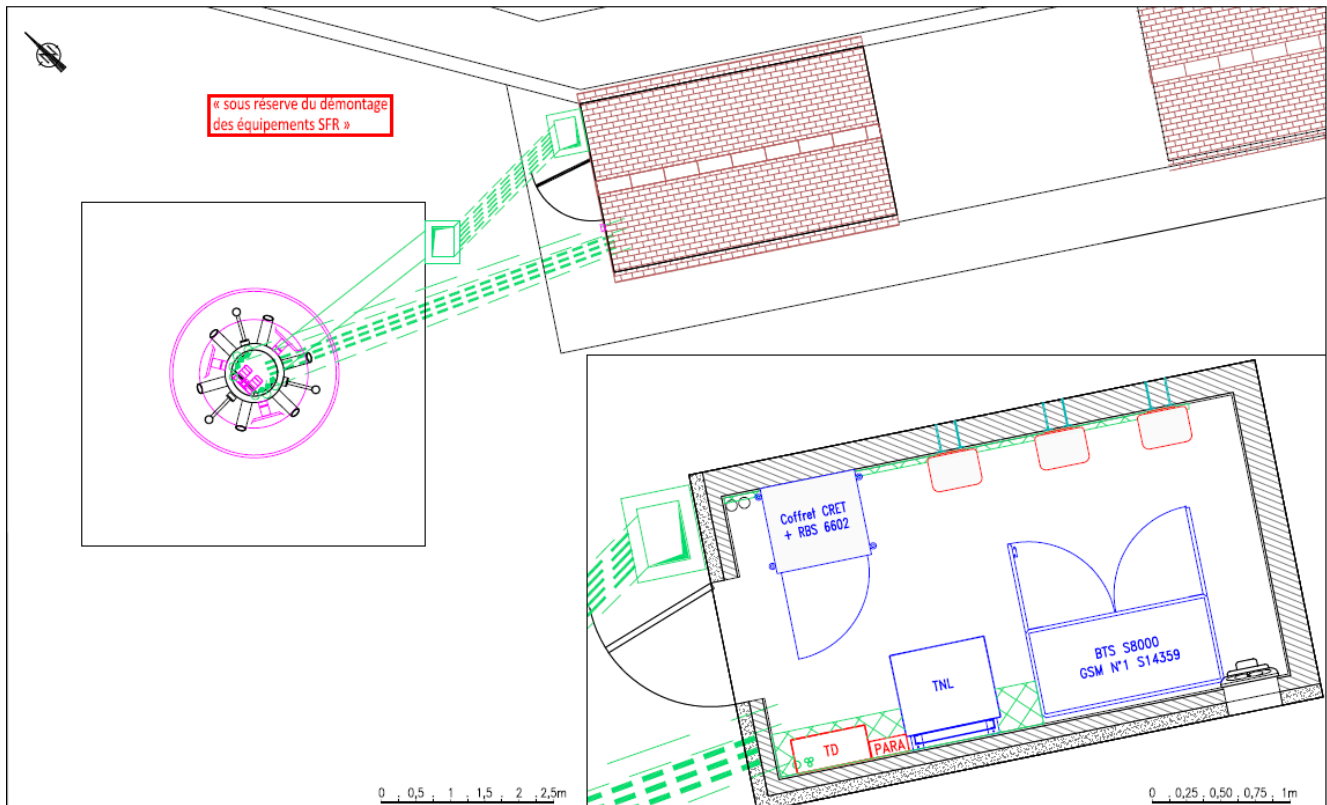 « sous réserve du démontage
des équipements SFR »
Coffret CRET
+ RBS 6602
BTS S8000
GSM N°1 S14359
TNL
TD
PARA
0 0,5 1 1,5 2 2,5m
0 0,25 0,50 0,75 1m